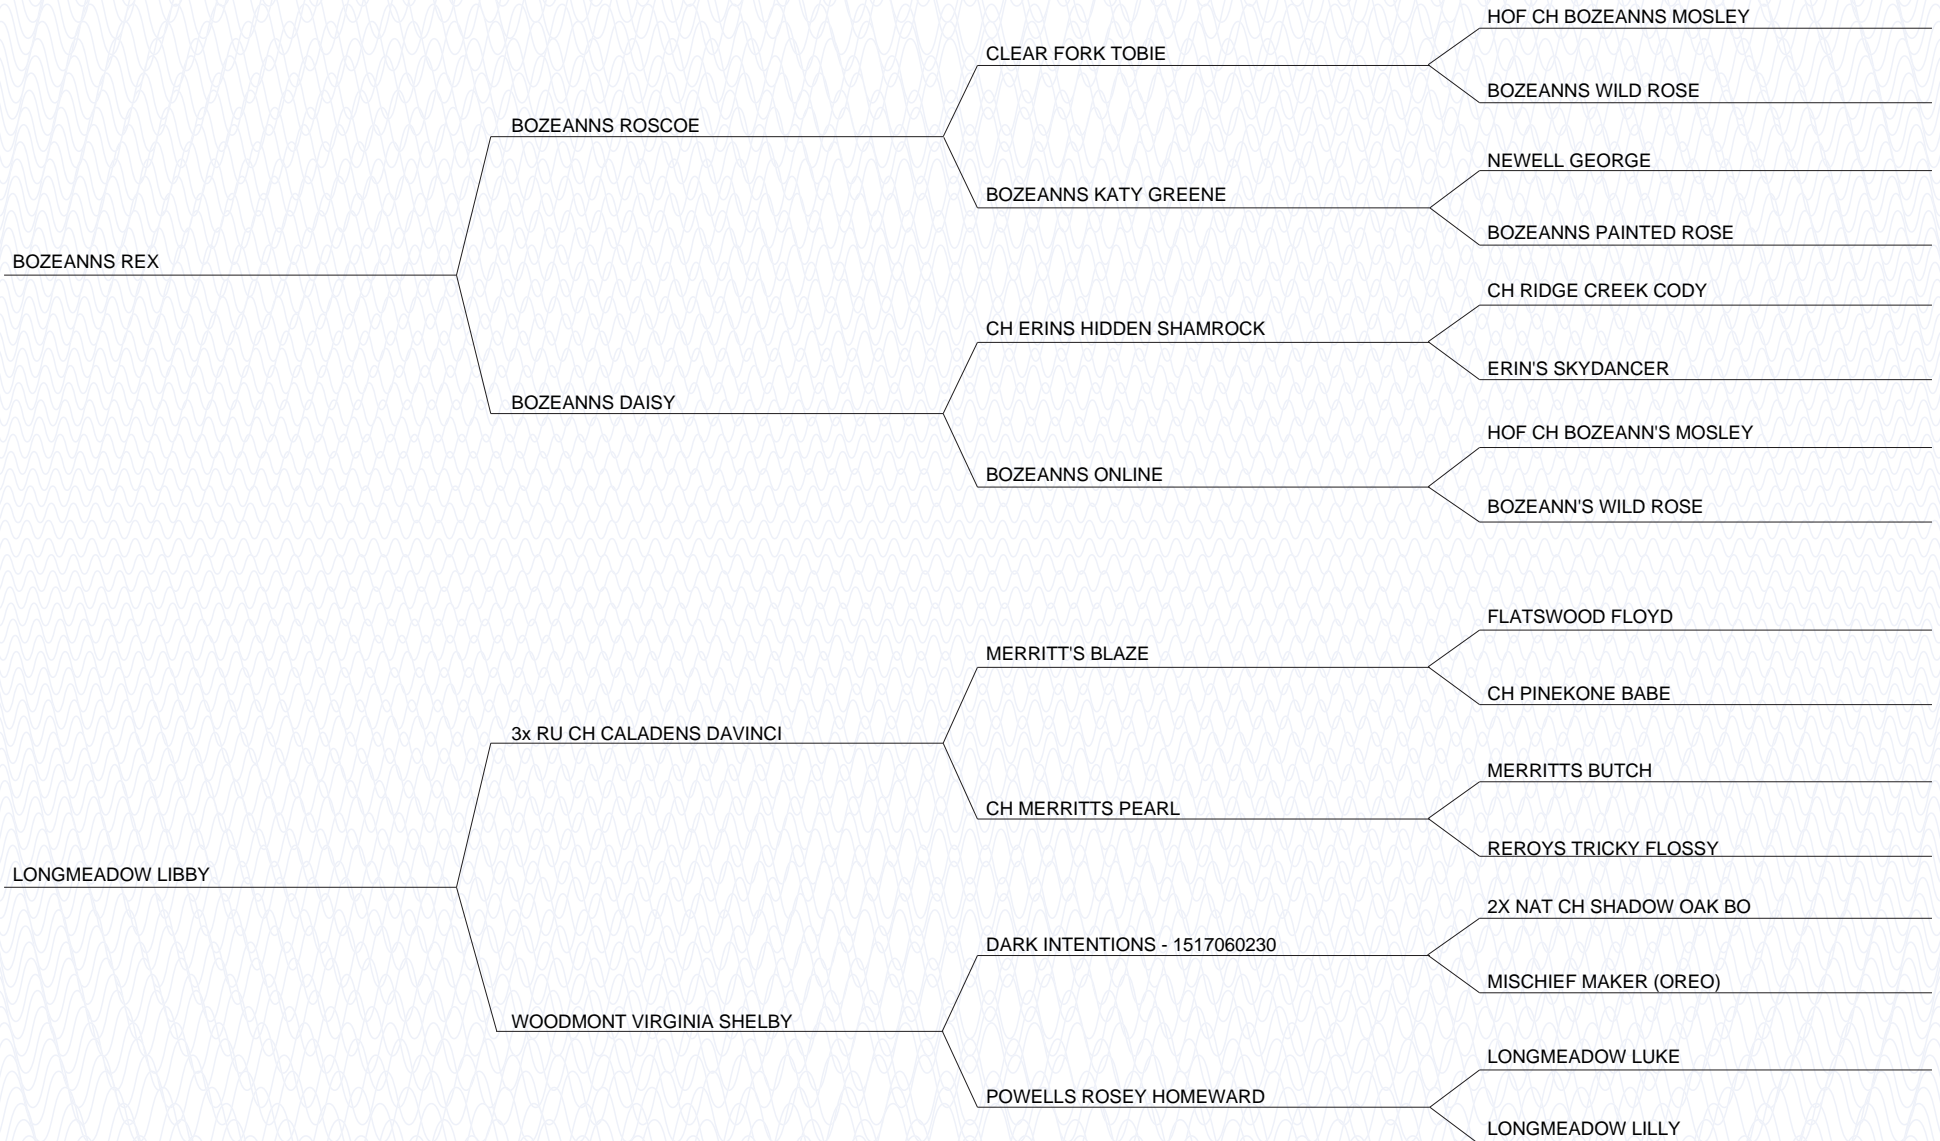 HOF CH BOZEANNS MOSLEY
CLEAR FORK TOBIE
BOZEANNS WILD ROSE
BOZEANNS ROSCOE
NEWELL GEORGE
BOZEANNS KATY GREENE
BOZEANNS PAINTED ROSE
BOZEANNS REX
CH RIDGE CREEK CODY
CH ERINS HIDDEN SHAMROCK
ERIN'S SKYDANCER
BOZEANNS DAISY
HOF CH BOZEANN'S MOSLEY
BOZEANNS ONLINE
BOZEANN'S WILD ROSE
FLATSWOOD FLOYD
MERRITT'S BLAZE
CH PINEKONE BABE
3x RU CH CALADENS DAVINCI
MERRITTS BUTCH
CH MERRITTS PEARL
REROYS TRICKY FLOSSY
LONGMEADOW LIBBY
2X NAT CH SHADOW OAK BO
DARK INTENTIONS - 1517060230
MISCHIEF MAKER (OREO)
WOODMONT VIRGINIA SHELBY
LONGMEADOW LUKE
POWELLS ROSEY HOMEWARD
LONGMEADOW LILLY